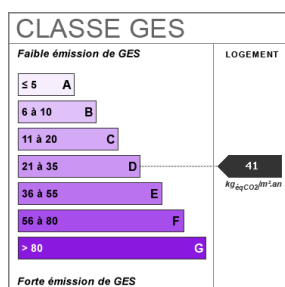 CLASSE GES
Faible émission de GES
LOGEMENT
≤ 5 A
6 à 10 B
11 à 20 C
21 à 35 D
41
kgéqCO2/m².an
36 à 55 E
56 à 80 F
> 80 G
Forte émission de GES